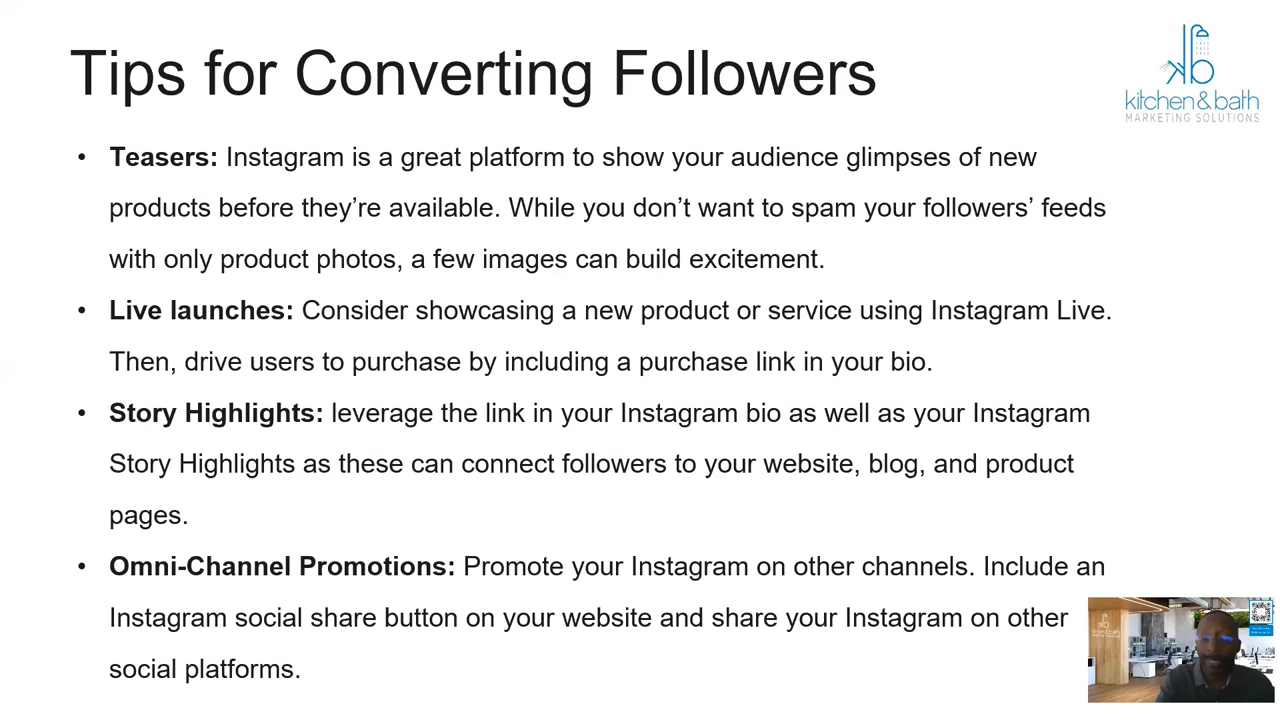 Tips for Converting Followers
kb
kitchen&bath
MARKETING SOLUTIONS
• Teasers: Instagram is a great platform to show your audience glimpses of new
products before they’re available. While you don’t want to spam your followers’ feeds
with only product photos, a few images can build excitement.
• Live launches: Consider showcasing a new product or service using Instagram Live.
Then, drive users to purchase by including a purchase link in your bio.
• Story Highlights: leverage the link in your Instagram bio as well as your Instagram
Story Highlights as these can connect followers to your website, blog, and product
pages.
• Omni-Channel Promotions: Promote your Instagram on other channels. Include an
Instagram social share button on your website and share your Instagram on other
social platforms.
kitchen&bath